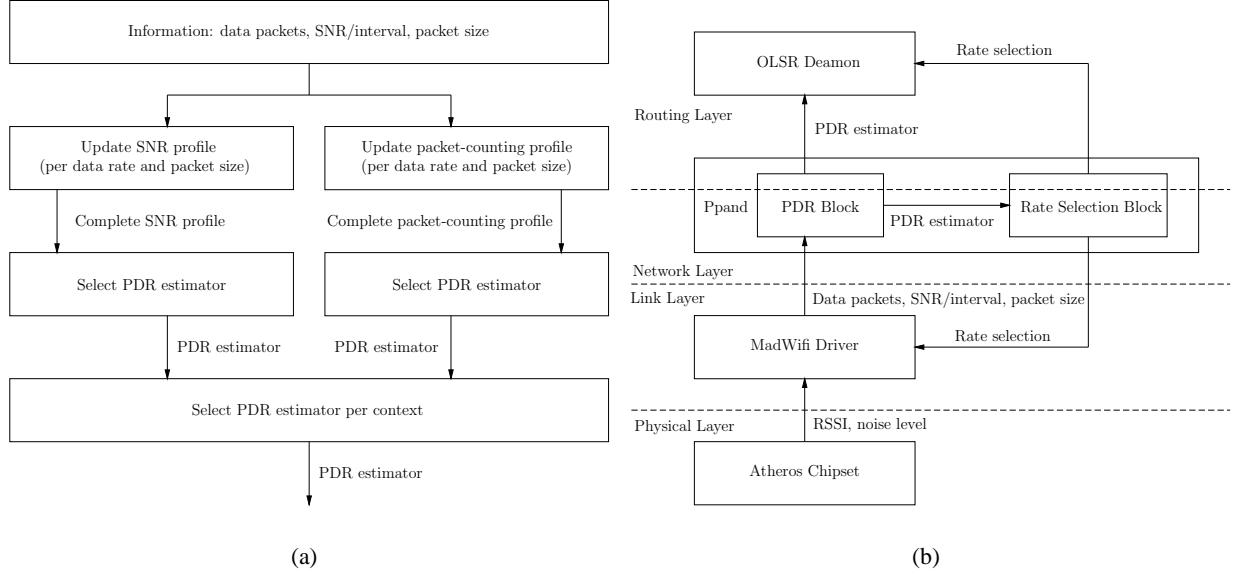 Information: data packets, SNR/interval, packet size
Update SNR profile
(per data rate and packet size)
Update packet-counting profile
(per data rate and packet size)
Complete SNR profile
Complete packet-counting profile
Select PDR estimator
Select PDR estimator
PDR estimator
PDR estimator
Select PDR estimator per context
PDR estimator
(a)
OLSR Deamon
Rate selection
Routing Layer
PDR estimator
Ppand
PDR Block
PDR estimator
Rate Selection Block
Network Layer
Link Layer
Data packets, SNR/interval, packet size
MadWifi Driver
Rate selection
Physical Layer
RSSI, noise level
Atheros Chipset
(b)